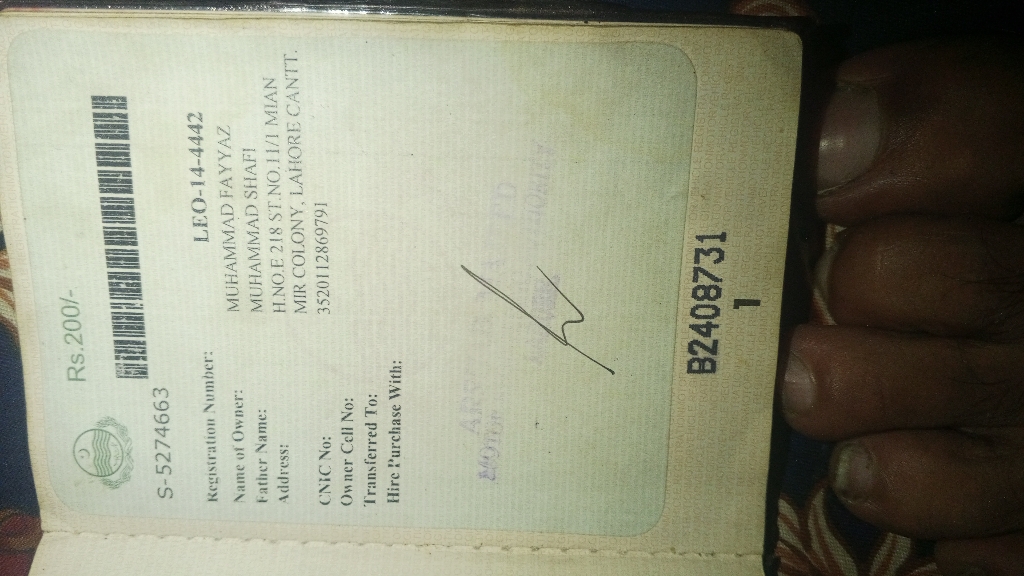 Rs.200/-
S-5274663
Registration Number: LEO-14-4442
Name of Owner: MUHAMMAD FAYYAZ
Father Name: MUHAMMAD SHAFI
Address: H.NO.E 218 ST.NO.11/1 MIAN
MIR COLONY, LAHORE CANTT.
CNIC No: 3520112869791
Owner Cell No:
Transferred To:
Hire Purchase With:
B2408731
1